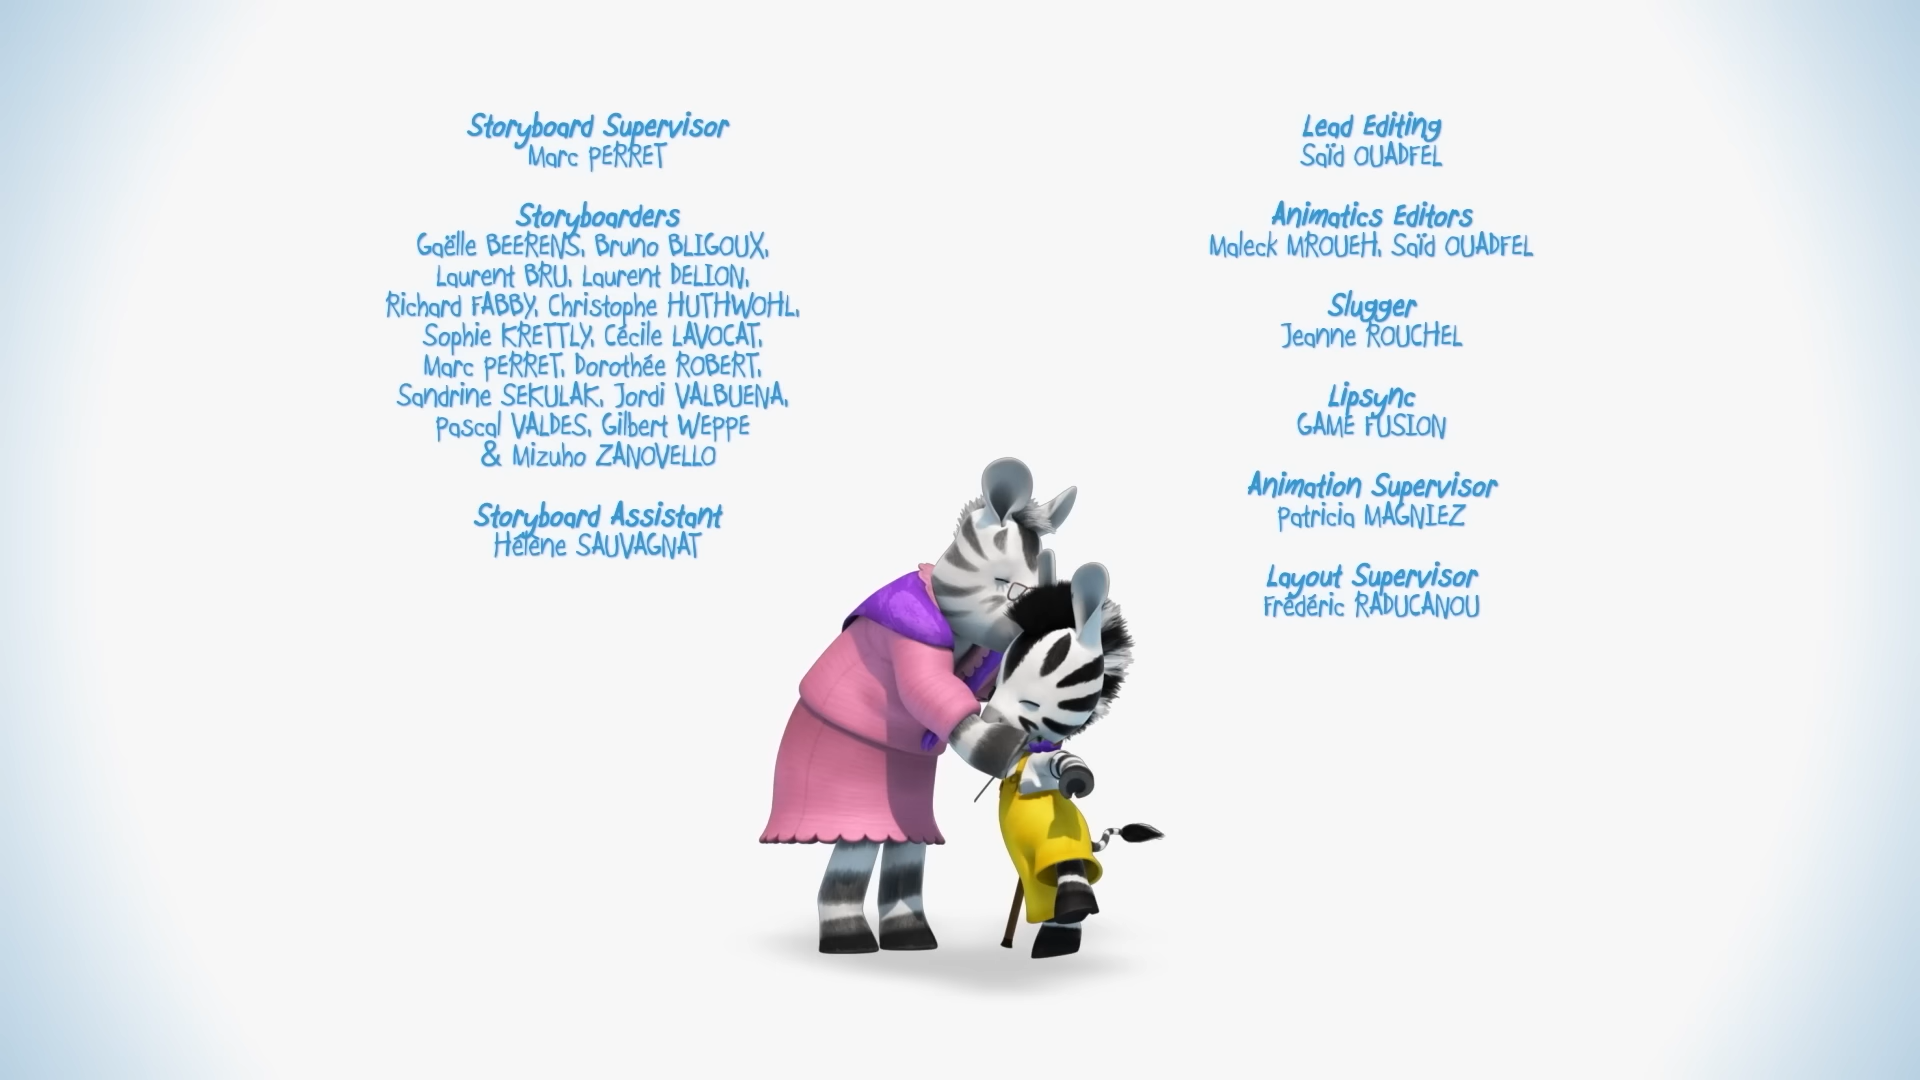 Storyboard Supervisor
Marc PERRET
Storyboarders
Gaëlle BEERENS, Bruno BLIGOUX,
Laurent BRU, Laurent DELION,
Richard FABBY, Christophe HUTHWOHL,
Sophie KRETTLY, Cécile LAVOCAT,
Marc PERRET, Dorothée ROBERT,
Sandrine SEKULAK, Jordi VALBUENA,
Pascal VALDES, Gilbert WEPPE
& Mizuho ZANOVELLO
Storyboard Assistant
Hélène SAUVAGNAT
Lead Editing
Saïd OUADFEL
Animatics Editors
Maleck MROUEH, Saïd OUADFEL
Slugger
Jeanne ROUCHEL
Lipsync
GAME FUSION
Animation Supervisor
Patricia MAGNIEZ
Layout Supervisor
Frédéric RADUCANOU